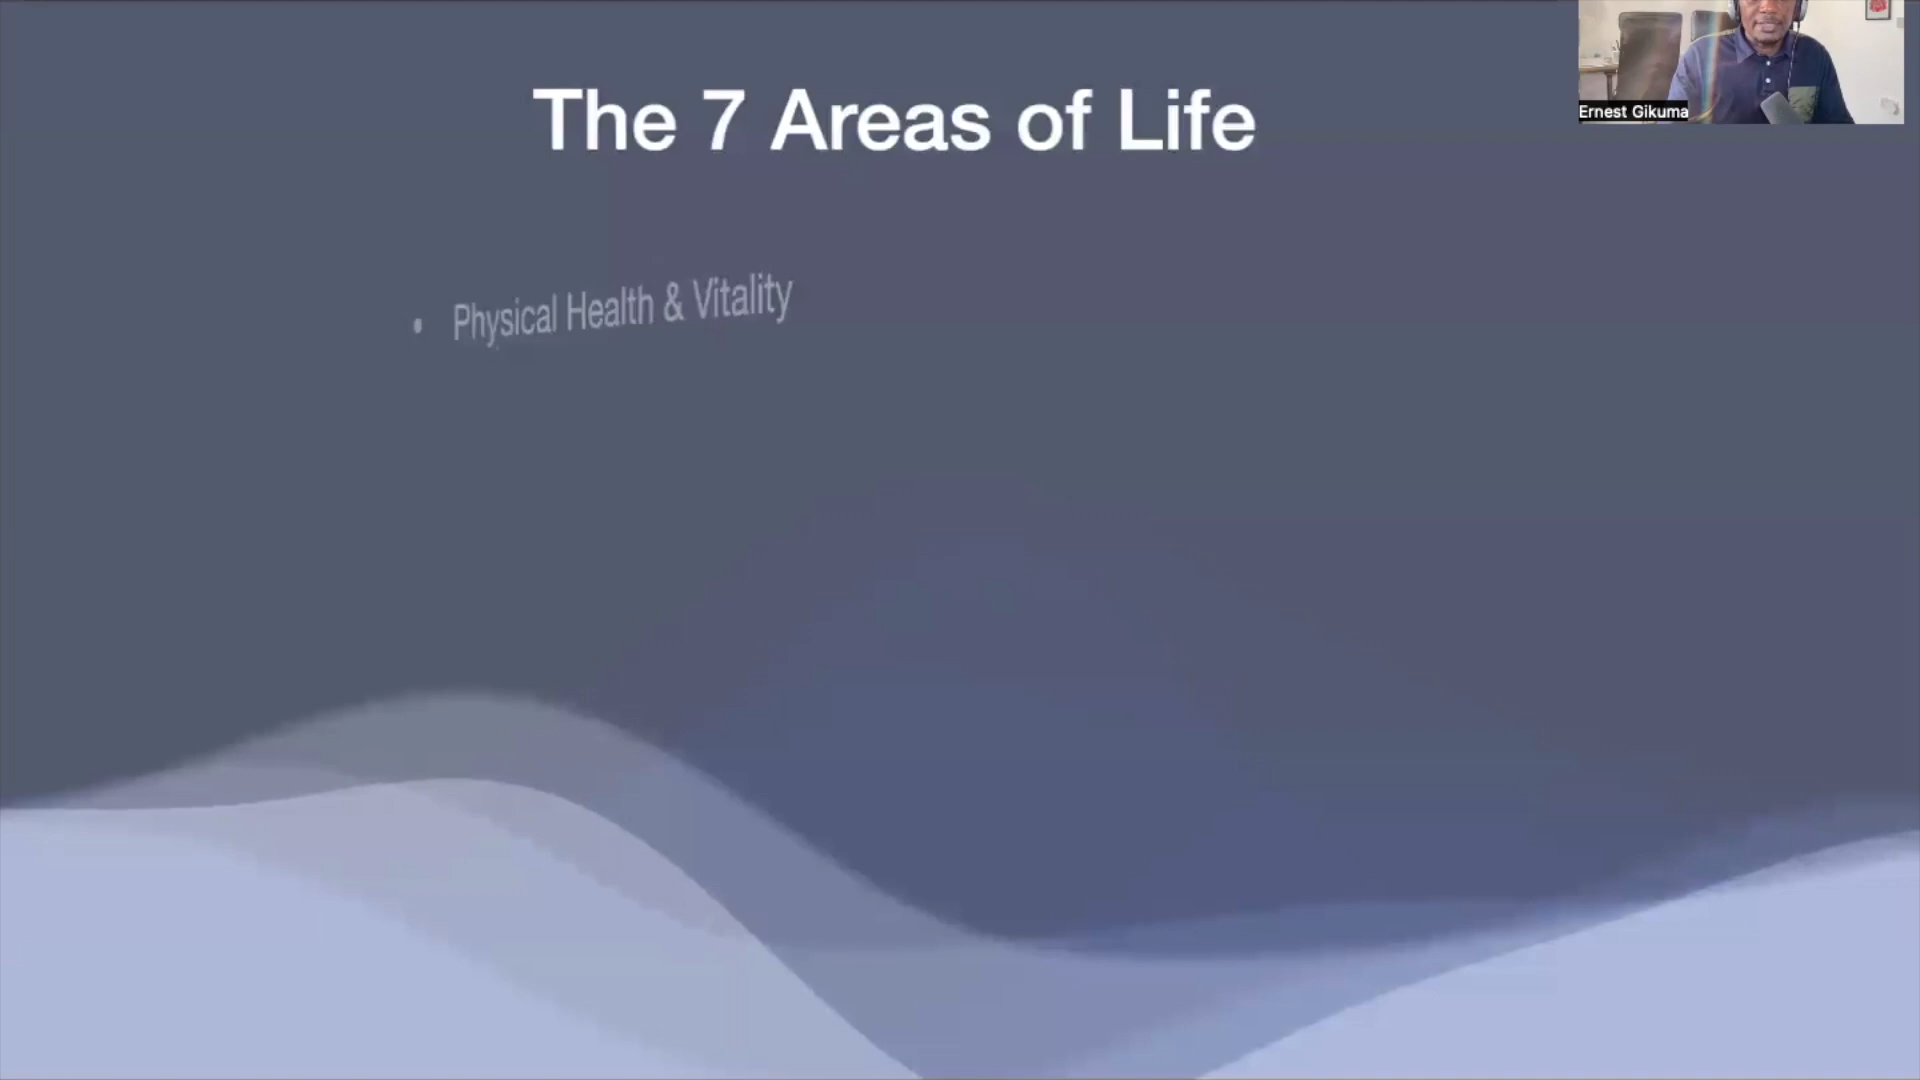 The 7 Areas of Life
Ernest Gikuma
• Physical Health & Vitality